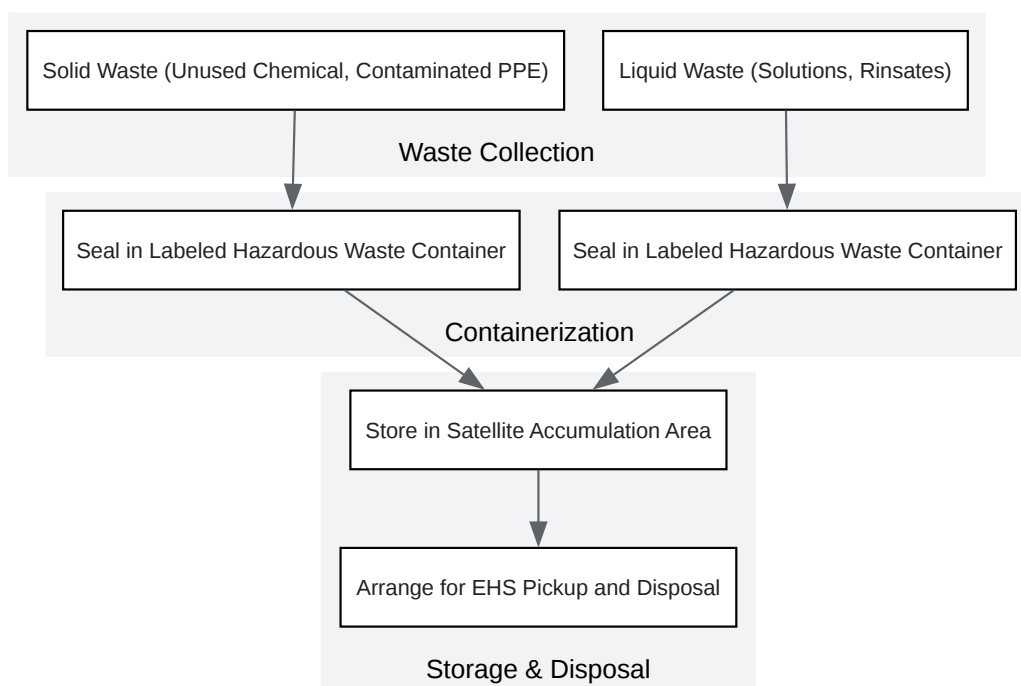 Solid Waste (Unused Chemical, Contaminated PPE)
Liquid Waste (Solutions, Rinsates)
Waste Collection
Seal in Labeled Hazardous Waste Container
Seal in Labeled Hazardous Waste Container
Containerization
Store in Satellite Accumulation Area
Arrange for EHS Pickup and Disposal
Storage & Disposal